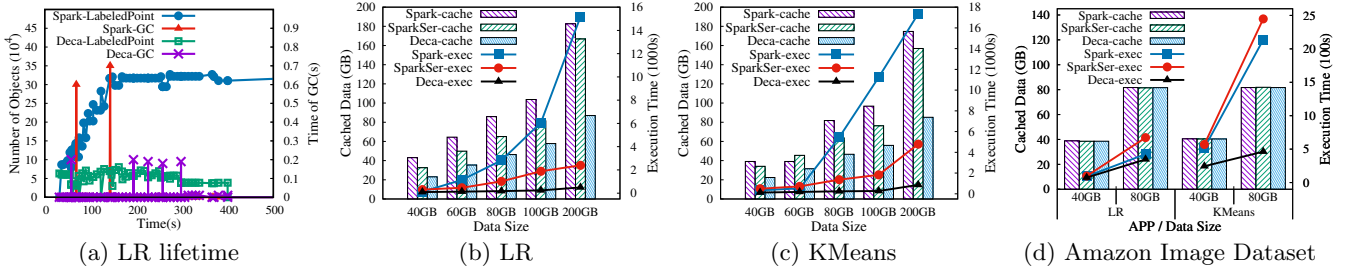 Spark-LabeledPoint
Spark-GC
Deca-LabeledPoint
Deca-GC
Number of Objects (10^4)
50
45
40
35
30
25
20
15
10
5
0
0.9
0.8
0.7
0.6
0.5
0.4
0.3
0.2
0.1
0
Time of GC(s)
0 100 200 300 400 500
Time(s)
(a) LR lifetime
Spark-cache
SparkSer-cache
Deca-cache
Spark-exec
SparkSer-exec
Deca-exec
Cached Data (GB)
200
180
160
140
120
100
80
60
40
20
0
16
14
12
10
8
6
4
2
0
Execution Time (1000s)
40GB 60GB 80GB 100GB 200GB
Data Size
(b) LR
Spark-cache
SparkSer-cache
Deca-cache
Spark-exec
SparkSer-exec
Deca-exec
Cached Data (GB)
200
180
160
140
120
100
80
60
40
20
0
18
16
14
12
10
8
6
4
2
0
Execution Time (1000s)
40GB 60GB 80GB 100GB 200GB
Data Size
(c) KMeans
Spark-cache
SparkSer-cache
Deca-cache
Spark-exec
SparkSer-exec
Deca-exec
Cached Data (GB)
140
120
100
80
60
40
20
0
25
20
15
10
5
0
Execution Time (100s)
40GB 80GB 40GB 80GB
LR KMeans
APP / Data Size
(d) Amazon Image Dataset